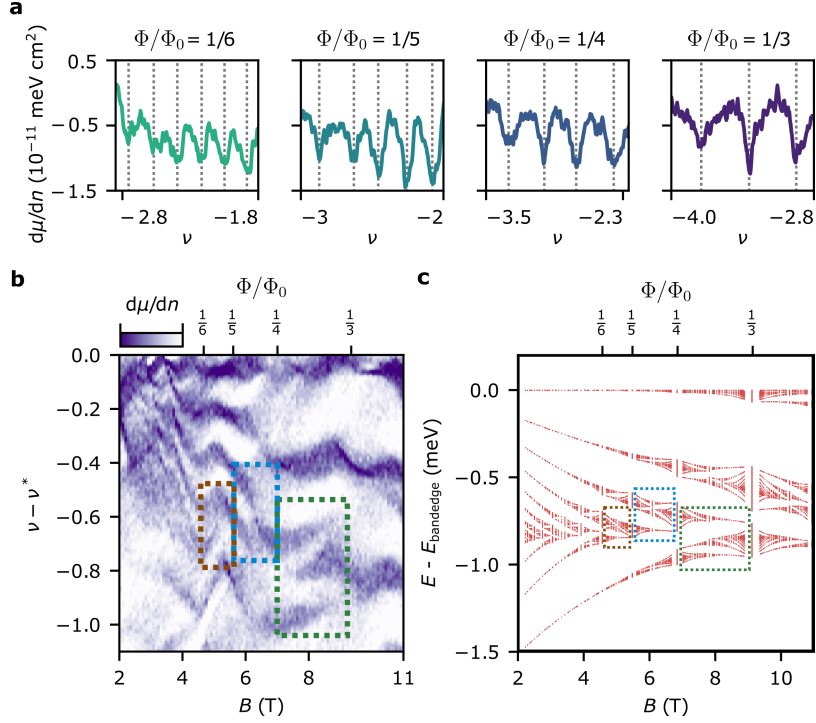 a
Φ/Φ₀ = 1/6
Φ/Φ₀ = 1/5
Φ/Φ₀ = 1/4
Φ/Φ₀ = 1/3
dμ/dn (10⁻¹¹ meV cm²)
0.5
−0.5
−1.5
−2.8 −1.8
−3 −2
−3.5 −2.3
−4.0 −2.8
ν
ν
ν
ν
b
Φ/Φ₀
dμ/dn
1/6 1/5 1/4 1/3
ν − ν*
0.0
−0.2
−0.4
−0.6
−0.8
−1.0
2 4 6 8 11
B (T)
c
Φ/Φ₀
1/6 1/5 1/4 1/3
E - E_bandedge (meV)
0.0
−0.5
−1.0
−1.5
2 4 6 8 10
B (T)